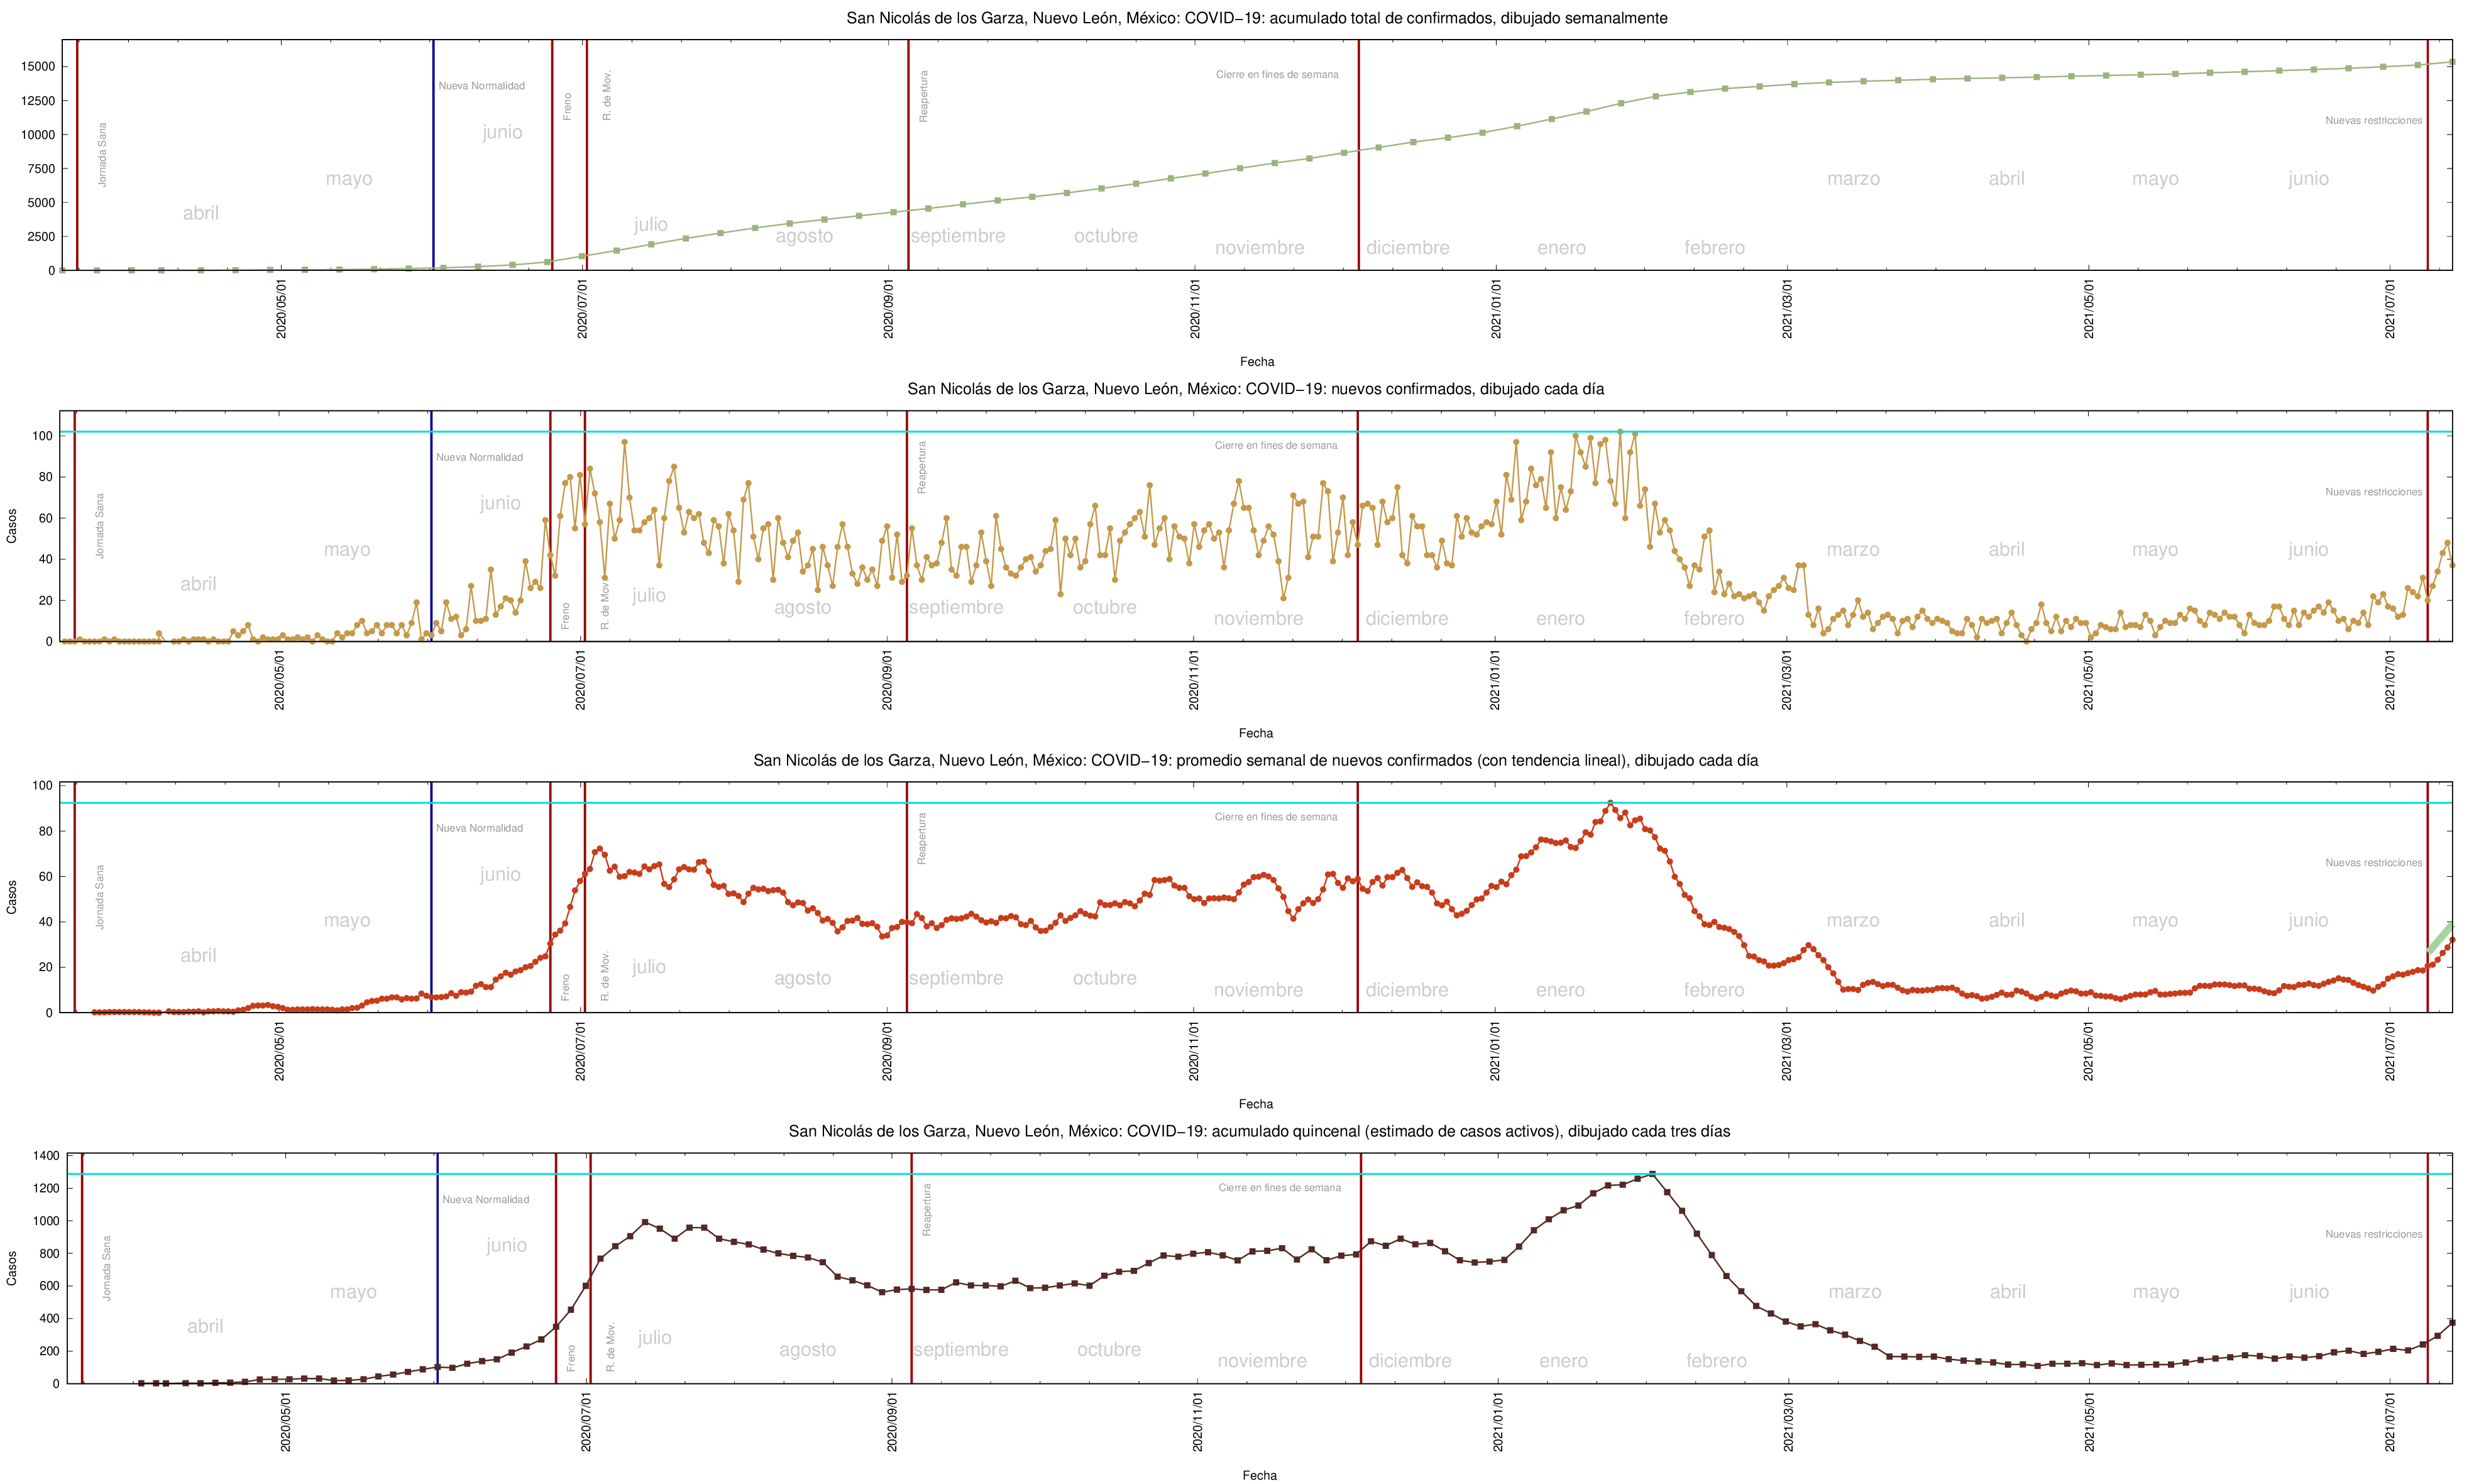 San Nicolás de los Garza, Nuevo León, México: COVID−19: acumulado total de confirmados, dibujado semanalmente
15000
12500
10000
7500
5000
2500
0
Jornada Sana
abril
mayo
Nueva Normalidad
junio
Freno
R. de Mov.
julio
agosto
Reapertura
septiembre
octubre
noviembre
Cierre en fines de semana
diciembre
enero
febrero
marzo
abril
mayo
junio
Nuevas restricciones
2020/05/01
2020/07/01
2020/09/01
2020/11/01
2021/01/01
2021/03/01
2021/05/01
2021/07/01
Fecha
San Nicolás de los Garza, Nuevo León, México: COVID−19: nuevos confirmados, dibujado cada día
Casos
100
80
60
40
20
0
Jornada Sana
abril
mayo
Nueva Normalidad
junio
Freno
R. de Mov.
julio
agosto
Reapertura
septiembre
octubre
noviembre
Cierre en fines de semana
diciembre
enero
febrero
marzo
abril
mayo
junio
Nuevas restricciones
2020/05/01
2020/07/01
2020/09/01
2020/11/01
2021/01/01
2021/03/01
2021/05/01
2021/07/01
Fecha
San Nicolás de los Garza, Nuevo León, México: COVID−19: promedio semanal de nuevos confirmados (con tendencia lineal), dibujado cada día
Casos
100
80
60
40
20
0
Jornada Sana
abril
mayo
Nueva Normalidad
junio
Freno
R. de Mov.
julio
agosto
Reapertura
septiembre
octubre
noviembre
Cierre en fines de semana
diciembre
enero
febrero
marzo
abril
mayo
junio
Nuevas restricciones
2020/05/01
2020/07/01
2020/09/01
2020/11/01
2021/01/01
2021/03/01
2021/05/01
2021/07/01
Fecha
San Nicolás de los Garza, Nuevo León, México: COVID−19: acumulado quincenal (estimado de casos activos), dibujado cada tres días
Casos
1400
1200
1000
800
600
400
200
0
Jornada Sana
abril
mayo
Nueva Normalidad
junio
Freno
R. de Mov.
julio
agosto
Reapertura
septiembre
octubre
noviembre
Cierre en fines de semana
diciembre
enero
febrero
marzo
abril
mayo
junio
Nuevas restricciones
2020/05/01
2020/07/01
2020/09/01
2020/11/01
2021/01/01
2021/03/01
2021/05/01
2021/07/01
Fecha